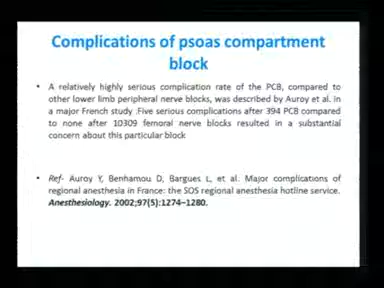 Complications of psoas compartment
block
• A relatively highly serious complication rate of the PCB, compared to
other lower limb peripheral nerve blocks, was described by Auroy et al. in
a major French study .Five serious complications after 394 PCB compared
to none after 10309 femoral nerve blocks resulted in a substantial
concern about this particular block
• Ref- Auroy Y, Benhamou D, Bargues L, et al. Major complications of
regional anesthesia in France: the SOS regional anesthesia hotline service.
Anesthesiology. 2002;97(5):1274–1280.